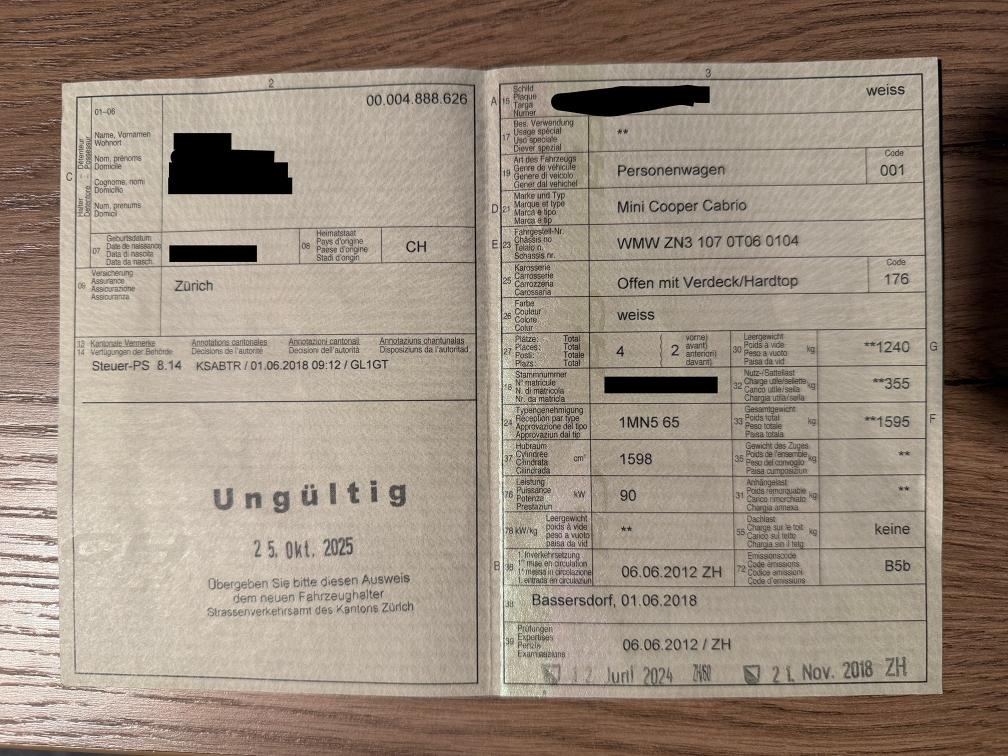 2
00.004.888.626
01–06
C
Halter
Détenteur
Detentore
Possessur
Name, Vornamen
Wohnort
Nom, prénoms
Domicile
Cognome, nomi
Domicilio
Num, prenums
Domicil
07
Geburtsdatum
Date de naissance
Data di nascita
Data da nasch.
08
Heimatstaat
Pays d'origine
Paese d'origine
Stadi d'origin
CH
09
Versicherung
Assurance
Assicurazione
Assicuranza
Zürich
13 Kantonale Vermerke Annotations cantonales Annotazioni cantonali Annotaziuns chantunalas
14 Verfügungen der Behörde Décisions de l'autorité Decisioni dell'autorità Disposiziuns da l'autoritad
Steuer-PS 8.14 KSABTR / 01.06.2018 09:12 / GL1GT
Ungültig
25. Okt. 2025
Übergeben Sie bitte diesen Ausweis
dem neuen Fahrzeughalter
Strassenverkehrsamt des Kantons Zürich
3
A 15
Schild
Plaque
Targa
Numer
weiss
17
Bes. Verwendung
Usage spécial
Uso speciale
Diever spezial
**
19
Art des Fahrzeugs
Genre de véhicule
Genere di veicolo
Gener dal vehichel
Personenwagen
Code
001
D 21
Marke und Typ
Marque et type
Marca e tipo
Marca e tip
Mini Cooper Cabrio
E 23
Fahrgestell-Nr.
Châssis no
Telaio n.
Schassis nr.
WMW ZN3 107 0T06 0104
25
Karosserie
Carrosserie
Carrozzeria
Carossaria
Offen mit Verdeck/Hardtop
Code
176
26
Farbe
Couleur
Colore
Colur
weiss
27
Plätze: Total
Places: Total
Posti: Totale
Plazs: Total
4
2
vorne)
avant)
anteriori)
davant)
30
Leergewicht
Poids à vide
Peso a vuoto
Paisa da vid
kg
**1240
G
18
Stammnummer
N° matricule
N. di matricola
Nr. da matricla
32
Nutz-/Sattellast
Charge utile/sellette
Carico utile/sella
Chargia utila/sella
kg
**355
24
Typengenehmigung
Réception par type
Approvazione del tipo
Approvaziun dal tip
1MN5 65
33
Gesamtgewicht
Poids total
Peso totale
Paisa totala
kg
**1595
F
37
Hubraum
Cylindrée
Cilindrata
Cilindrada
cm³
1598
35
Gewicht des Zuges
Poids de l'ensemble
Peso del convoglio
Paisa cumposiziun
kg
**
76
Leistung
Puissance
Potenza
Prestaziun
kW
90
31
Anhängelast
Poids remorquable
Carico rimorchiato
Chargia annexa
kg
**
78 kW/kg
Leergewicht
poids à vide
peso a vuoto
paisa da vid
**
55
Dachlast
Charge sur le toit
Carico sul tetto
Chargia sin il tetg
kg
keine
B 36
1. Inverkehrsetzung
1re mise en circulation
1a messa in circolazione
1. entrada en circulaziun
06.06.2012 ZH
72
Emissionscode
Code émissions
Codice emissioni
Code d'emissiuns
B5b
38
Bassersdorf, 01.06.2018
39
Prüfungen
Expertises
Perizie
Examinaziuns
06.06.2012 / ZH
12 Juni 2024 ZH60 21. Nov. 2018 ZH